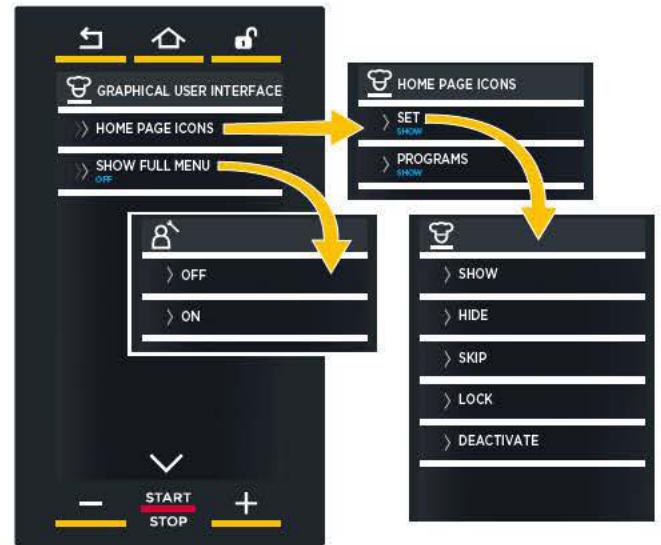 GRAPHICAL USER INTERFACE
HOME PAGE ICONS
SHOW FULL MENU
OFF
HOME PAGE ICONS
SET
SHOW
PROGRAMS
SHOW
OFF
ON
SHOW
HIDE
SKIP
LOCK
DEACTIVATE
START
STOP